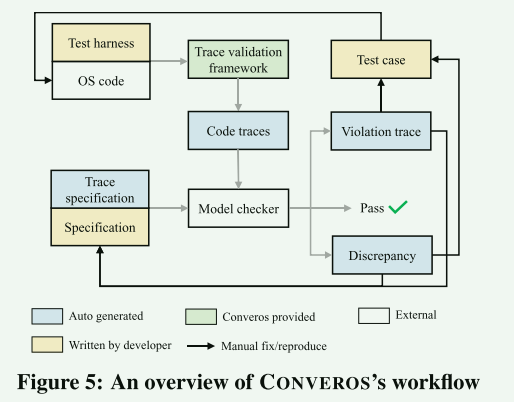 Test harness
OS code
Trace validation
framework
Test case
Code traces
Violation trace
Trace
specification
Specification
Model checker
Pass
Discrepancy
Auto generated
Converos provided
External
Written by developer
Manual fix/reproduce
Figure 5: An overview of CONVEROS's workflow